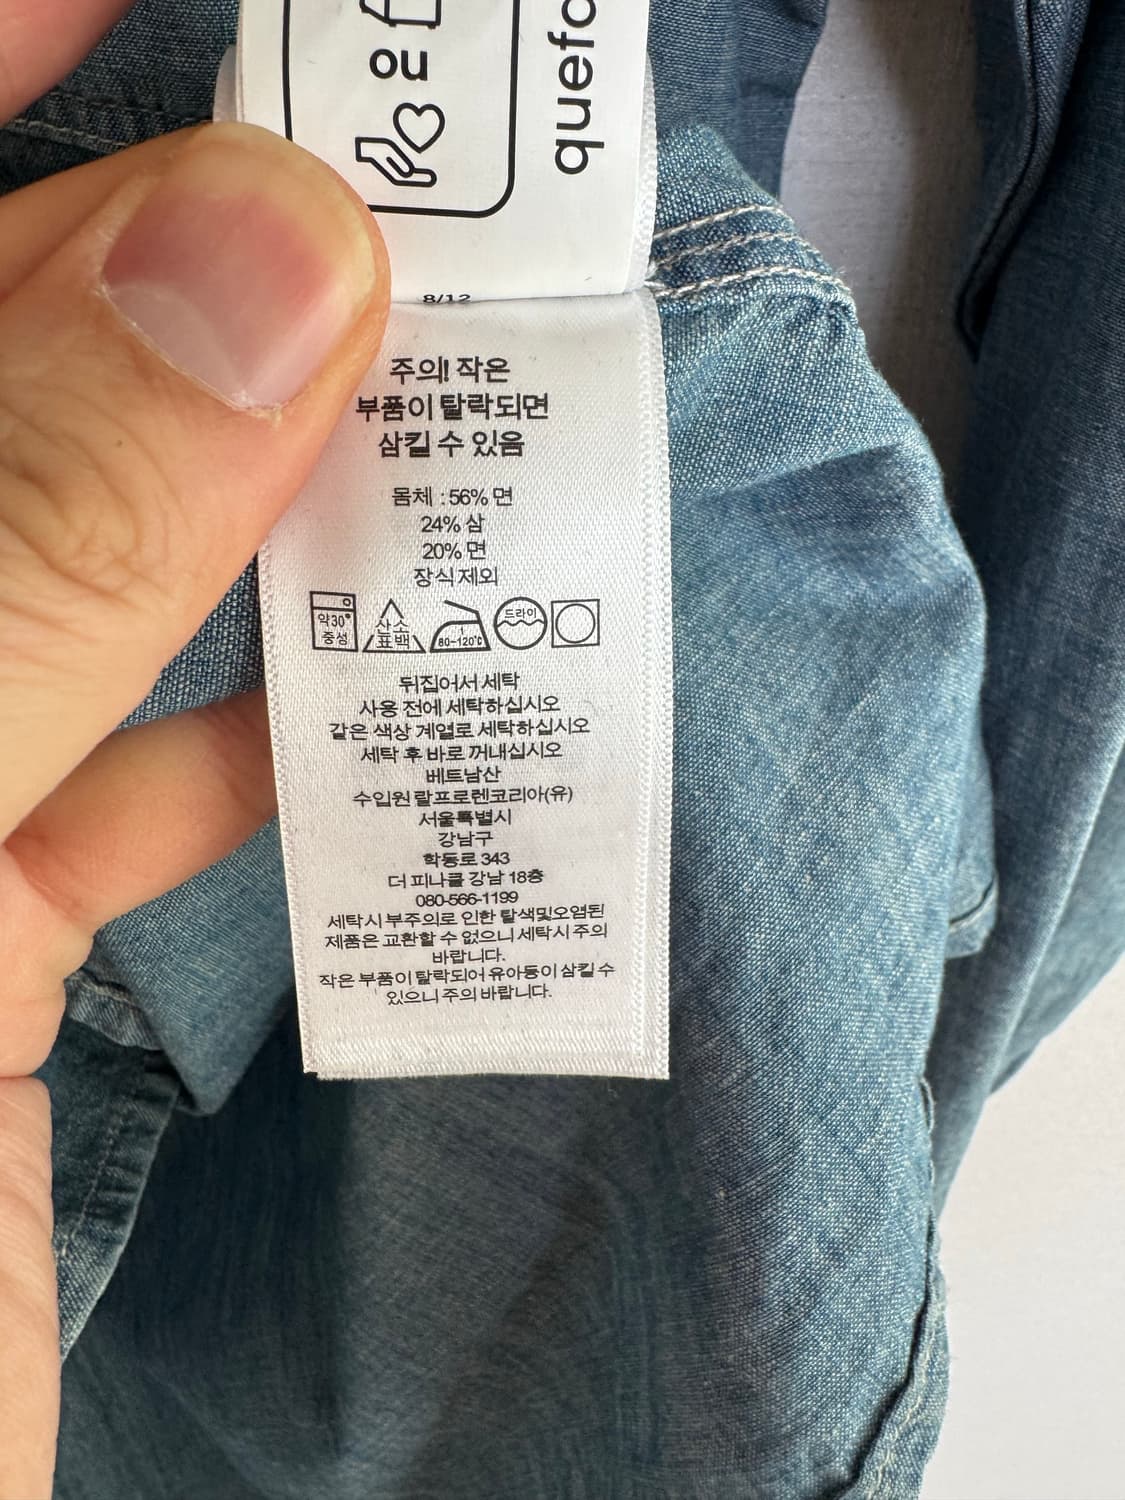 OU
quefa
8/12
주의! 작은
부품이 탈락되면
삼킬 수 있음
몸체 : 56% 면
24% 삼
20% 면
장식 제외
약30°
중성
산소
표백
80~120°C
드라이
뒤집어서 세탁
사용 전에 세탁하십시오
같은 색상 계열로 세탁하십시오
세탁 후 바로 꺼내십시오
베트남산
수입원 랄프로렌코리아(유)
서울특별시
강남구
학동로 343
더 피나클 강남 18층
080-566-1199
세탁시 부주의로 인한 탈색및오염된
제품은 교환할 수 없으니 세탁시 주의
바랍니다.
작은 부품이 탈락되어 유아동이 삼킬 수
있으니 주의 바랍니다.